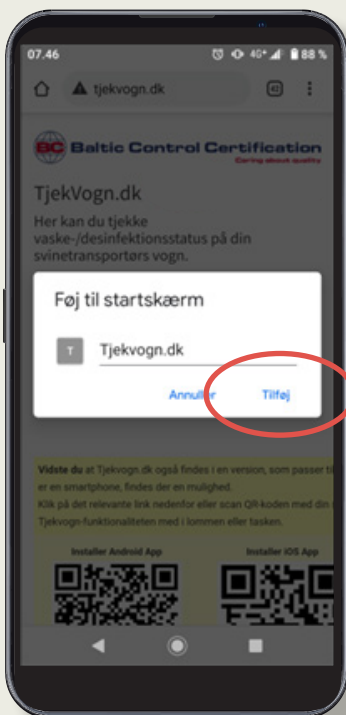 07.46
4G+ 88 %
tjekvogn.dk
42
BC Baltic Control Certification
Caring about quality
TjekVogn.dk
Her kan du tjekke
vaske-/desinfektionsstatus på din
svinetransportørs vogn.
Føj til startskærm
T Tjekvogn.dk
Annuller Tilføj
Vidste du at Tjekvogn.dk også findes i en version, som passer til
er en smartphone, findes der en mulighed.
Klik på det relevante link nedenfor eller scan QR-koden med din
Tjekvogn-funktionaliteten med i lommen eller tasken.
Installer Android App Installer iOS App